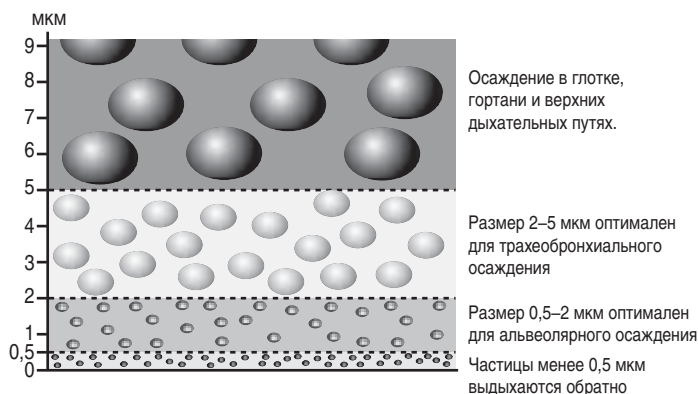 мкм
9
8
7
6
5
4
3
2
1
0,5
0
Осаждение в глотке,
гортани и верхних
дыхательных путях.
Размер 2–5 мкм оптимален
для трахеобронхиального
осаждения
Размер 0,5–2 мкм оптимален
для альвеолярного осаждения
Частицы менее 0,5 мкм
выдыхаются обратно